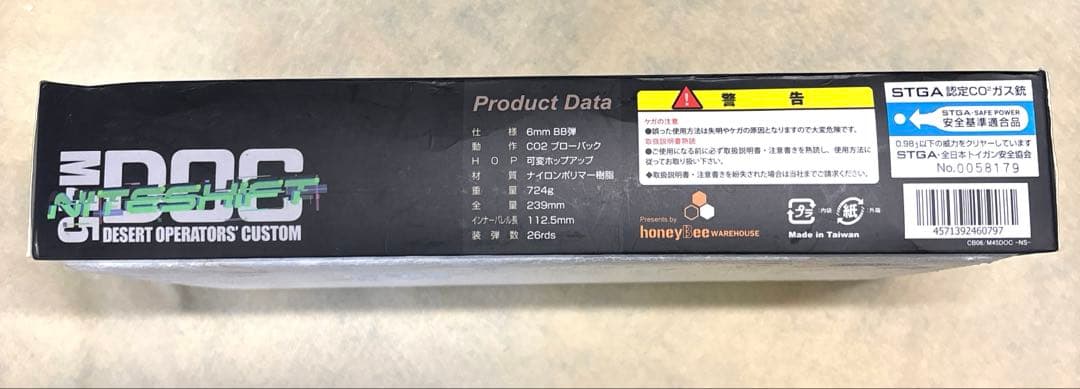 M45
DOC
NITESHIFT
DESERT OPERATORS' CUSTOM
Product Data
仕 様 6mm BB弾
動 作 CO2 ブローバック
H O P 可変ホップアップ
材 質 ナイロンポリマー樹脂
重 量 724g
全 量 239mm
インナーバレル長 112.5mm
装 弾 数 26rds
警 告
ケガの注意
●誤った使用方法は失明やケガの原因となりますので大変危険です。
取扱説明書熟読
●ご使用になる前に必ず取扱説明書・注意書きを熟読し、使用方法に
従ってお取り扱い下さい。
◆取扱説明書・注意書きを紛失された場合は当社までご請求ください。
Presents by
honeyBee WAREHOUSE
プラ 内袋 紙 外箱
Made in Taiwan
STGA 認定CO²ガス銃
STGA・SAFE POWER
安全基準適合品
0.98 j 以下の威力をクリヤーしています
STGA・全日本トイガン安全協会
No.0058179
4571392460797
CB06/M45DOC -NS-